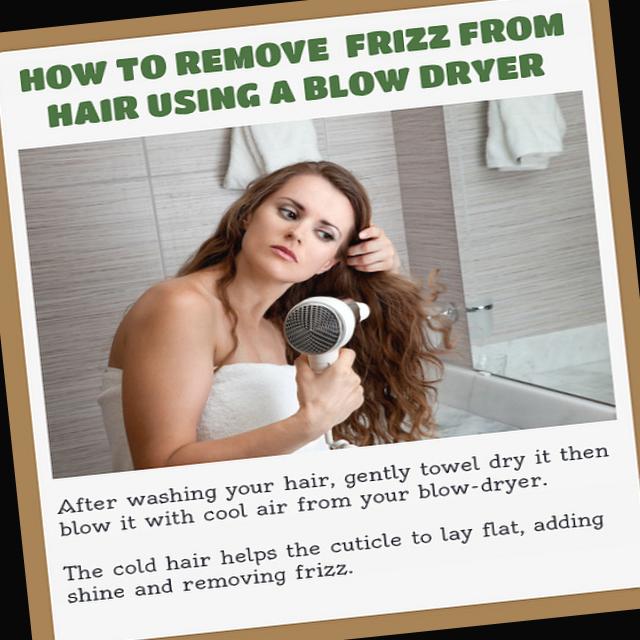 HOW TO REMOVE FRIZZ FROM
HAIR USING A BLOW DRYER
After washing your hair, gently towel dry it then
blow it with cool air from your blow-dryer.
The cold hair helps the cuticle to lay flat, adding
shine and removing frizz.